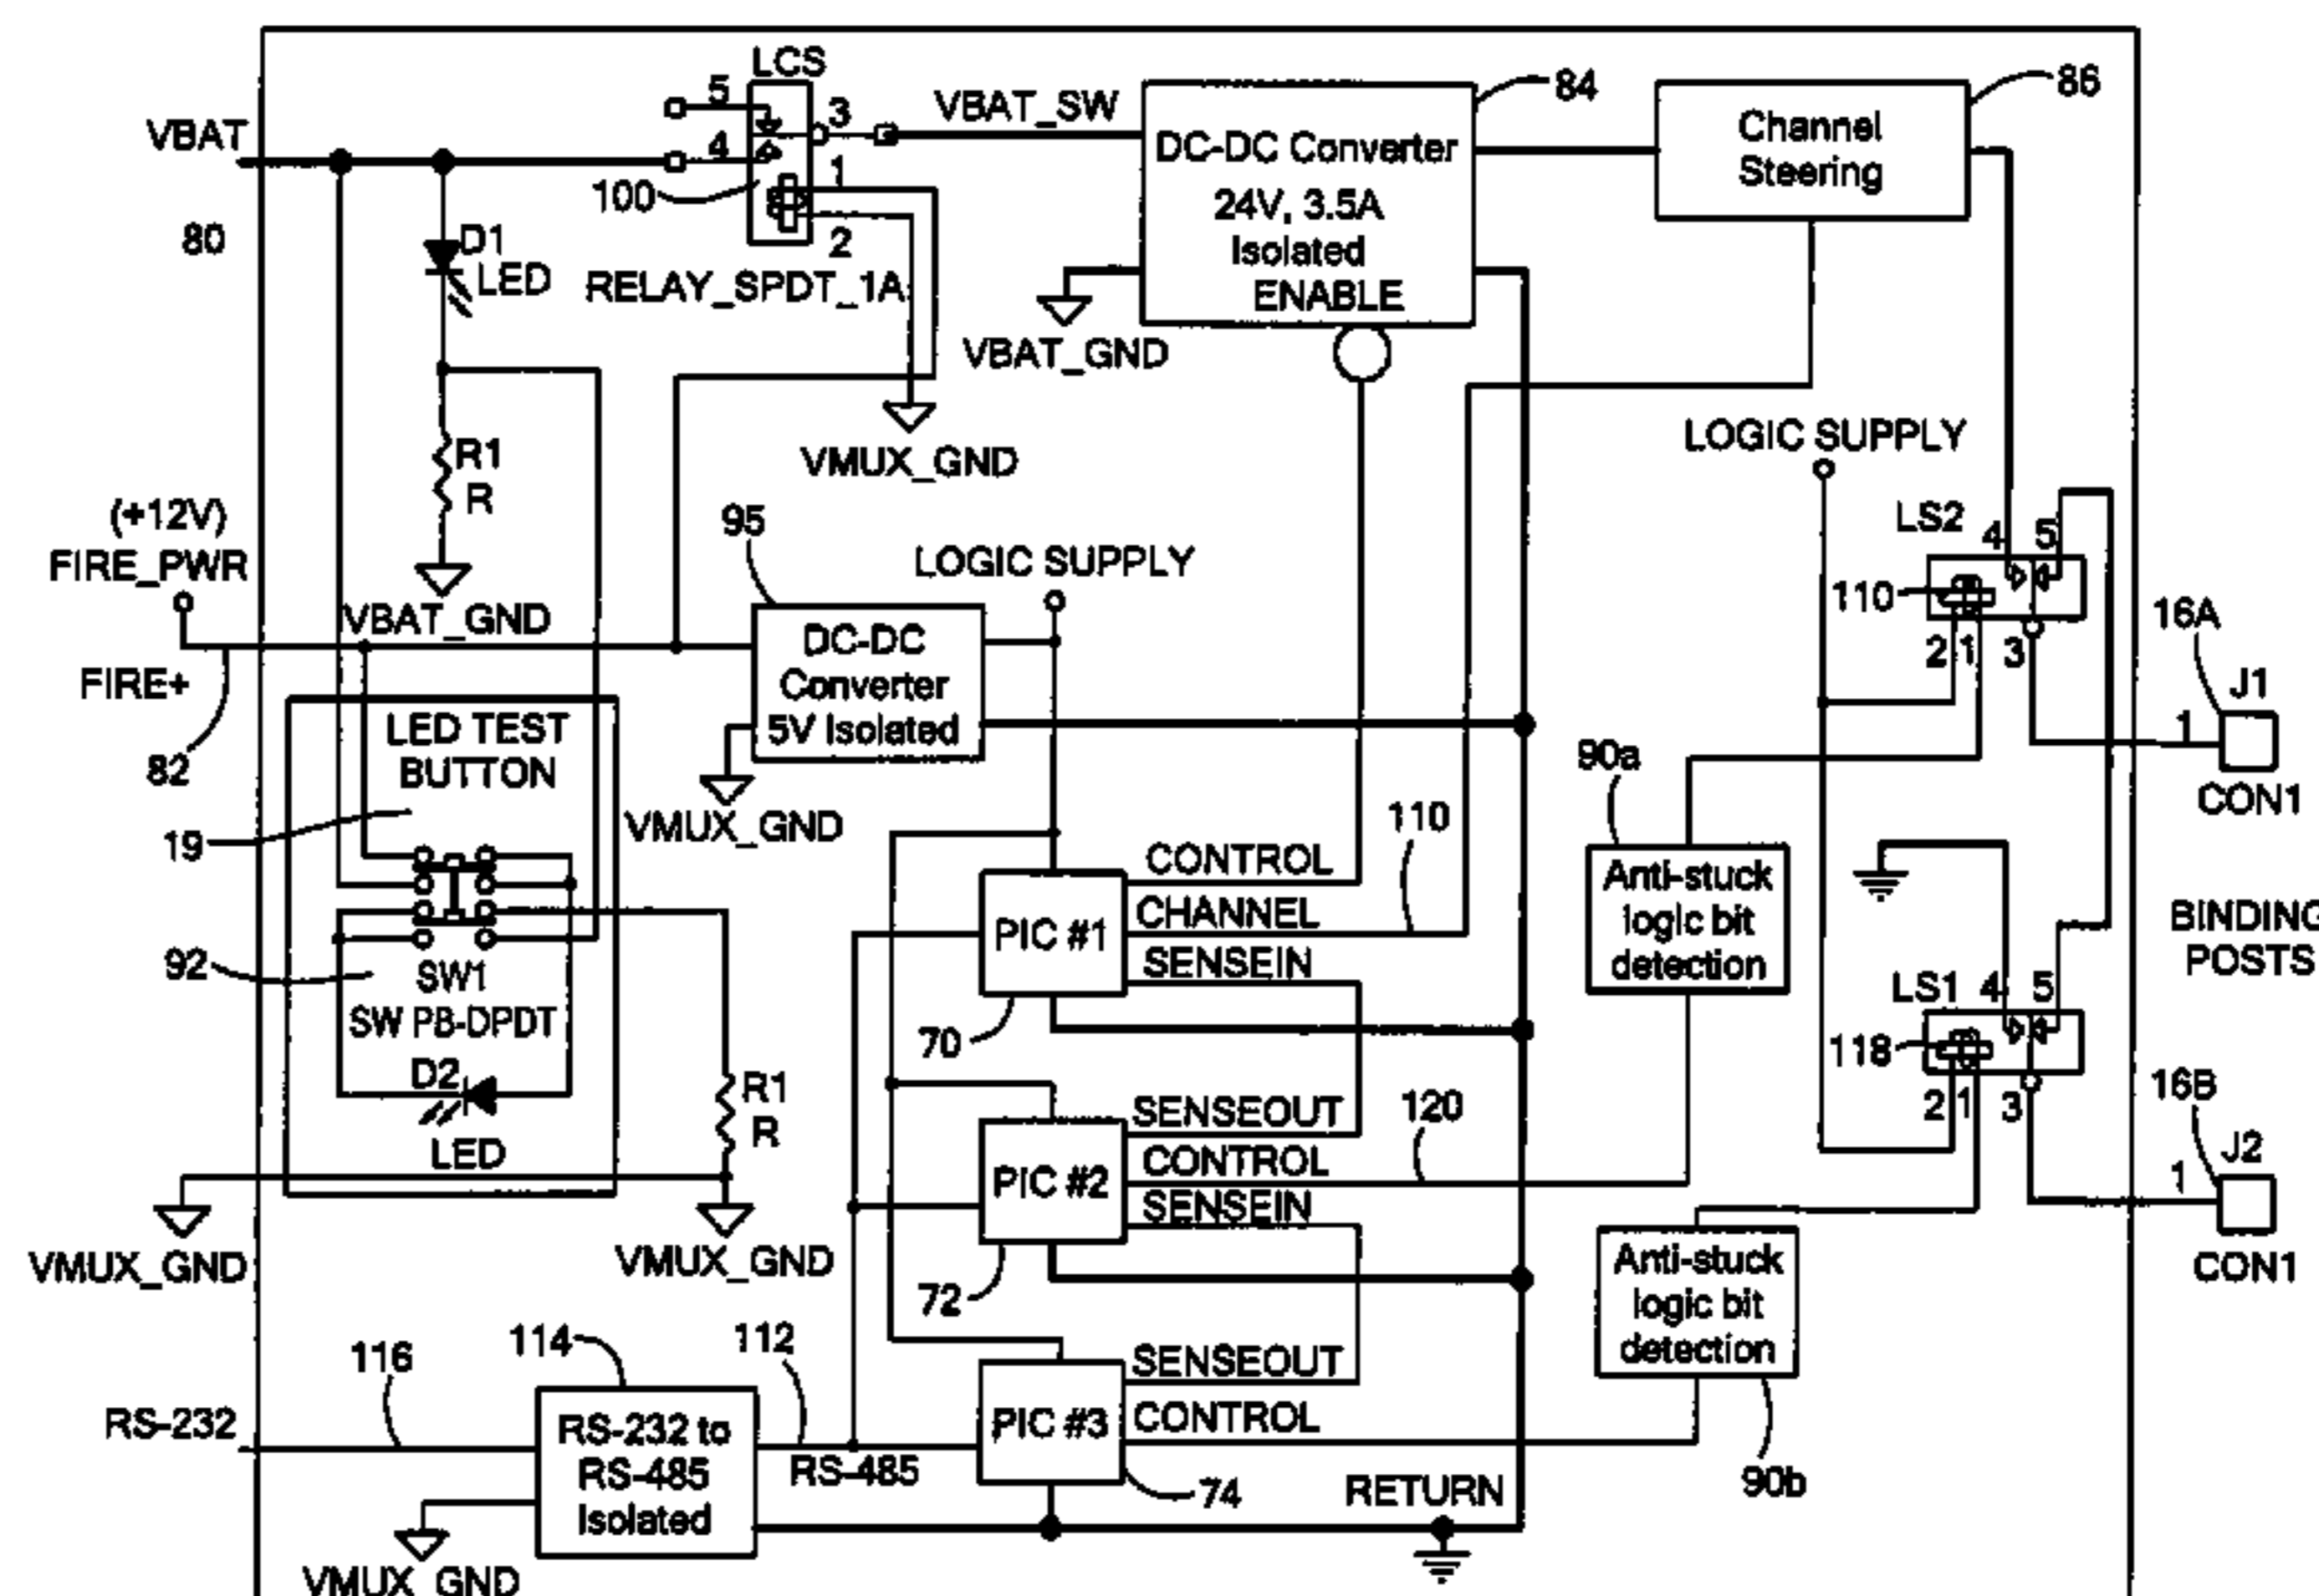 LCS
5
3
4
1
2
100
VBAT
80
D1
LED
RELAY_SPDT_1A
VBAT_SW
DC-DC Converter
24V, 3.5A
Isolated
ENABLE
84
Channel
Steering
86
VBAT_GND
VMUX_GND
R1
R
VBAT_GND
(+12V)
FIRE_PWR
FIRE+
82
95
LOGIC SUPPLY
DC-DC
Converter
5V Isolated
VMUX_GND
LOGIC SUPPLY
LS2
4
5
110
2
1
3
16A
J1
1
CON1
LED TEST
BUTTON
19
92
SW1
SW PB-DPDT
D2
LED
R1
R
VMUX_GND
VMUX_GND
PIC #1
CONTROL
CHANNEL
SENSEIN
110
70
90a
Anti-stuck
logic bit
detection
BINDING
POSTS
LS1
4
5
118
2
1
3
16B
J2
1
CON1
PIC #2
SENSEOUT
CONTROL
SENSEIN
120
72
Anti-stuck
logic bit
detection
90b
PIC #3
SENSEOUT
CONTROL
74
RETURN
RS-232
116
114
RS-232 to
RS-485
Isolated
112
RS-485
VMUX_GND